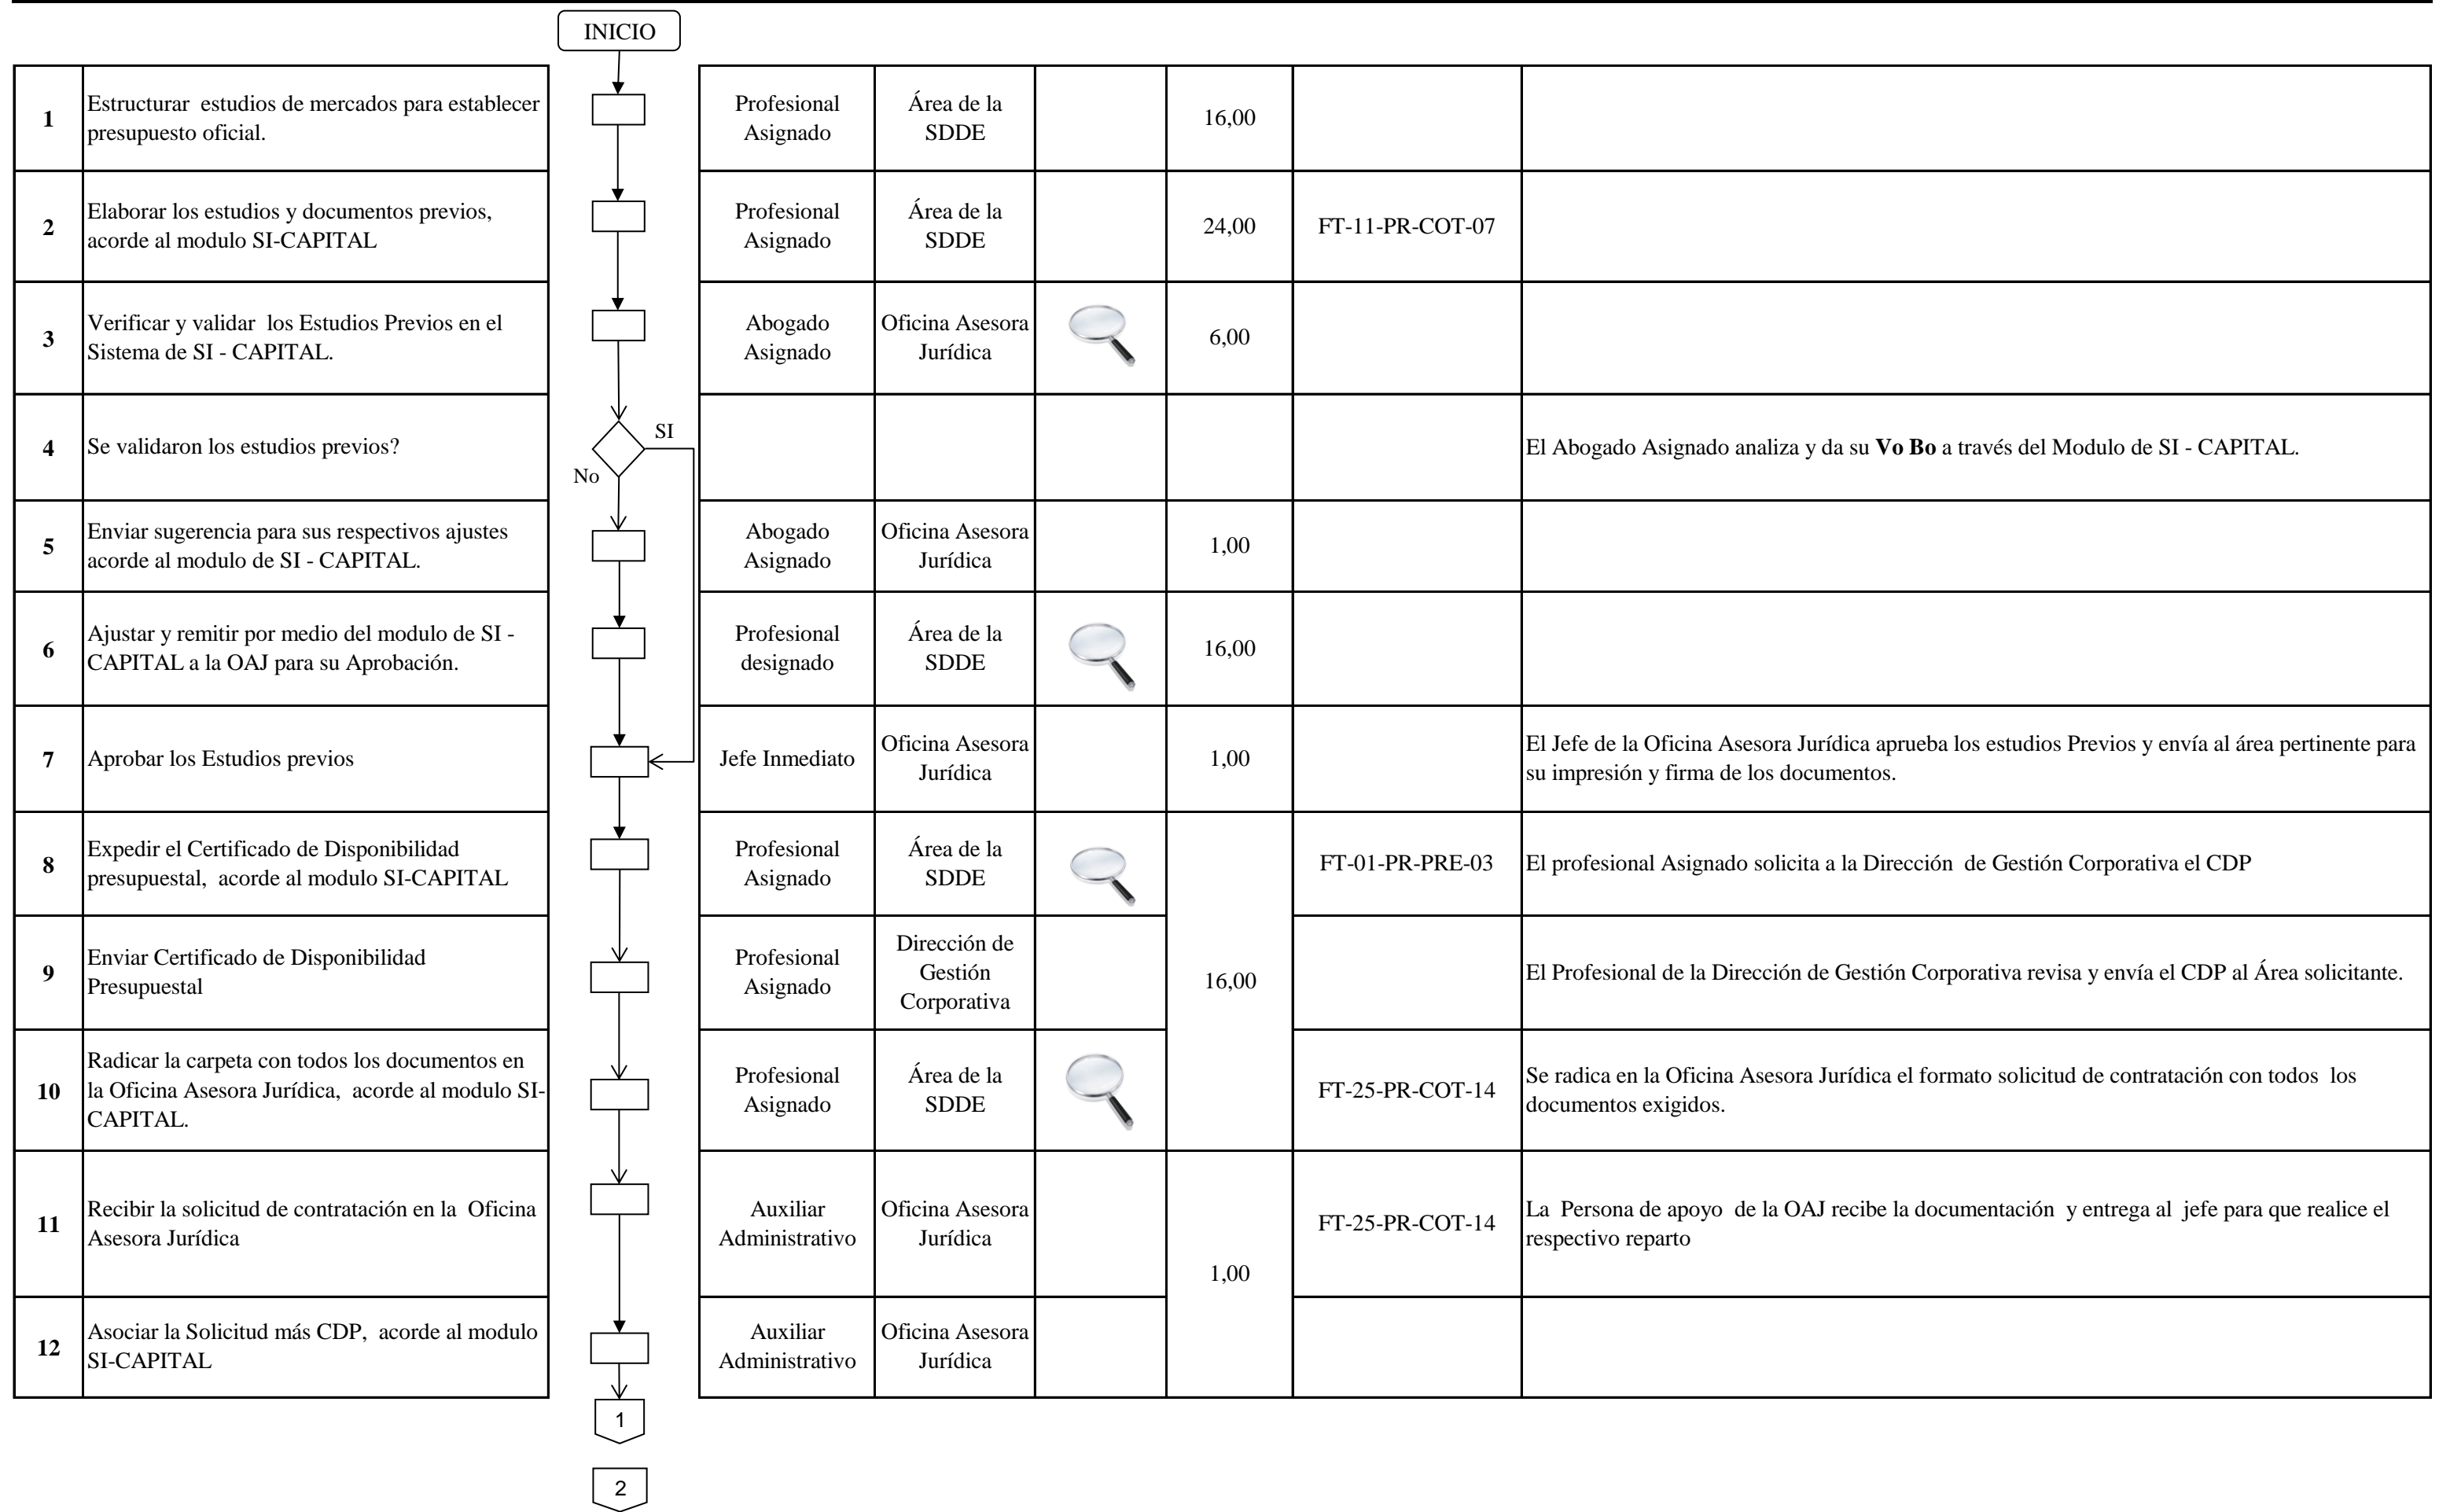 INICIO
1
Estructurar estudios de mercados para establecer
presupuesto oficial.
Profesional
Asignado
Área de la
SDDE
16,00
2
Elaborar los estudios y documentos previos,
acorde al modulo SI-CAPITAL
Profesional
Asignado
Área de la
SDDE
24,00
FT-11-PR-COT-07
3
Verificar y validar los Estudios Previos en el
Sistema de SI - CAPITAL.
Abogado
Asignado
Oficina Asesora
Jurídica
6,00
4
Se validaron los estudios previos?
SI
No
El Abogado Asignado analiza y da su Vo Bo a través del Modulo de SI - CAPITAL.
5
Enviar sugerencia para sus respectivos ajustes
acorde al modulo de SI - CAPITAL.
Abogado
Asignado
Oficina Asesora
Jurídica
1,00
6
Ajustar y remitir por medio del modulo de SI -
CAPITAL a la OAJ para su Aprobación.
Profesional
designado
Área de la
SDDE
16,00
7
Aprobar los Estudios previos
Jefe Inmediato
Oficina Asesora
Jurídica
1,00
El Jefe de la Oficina Asesora Jurídica aprueba los estudios Previos y envía al área pertinente para
su impresión y firma de los documentos.
8
Expedir el Certificado de Disponibilidad
presupuestal, acorde al modulo SI-CAPITAL
Profesional
Asignado
Área de la
SDDE
FT-01-PR-PRE-03
El profesional Asignado solicita a la Dirección de Gestión Corporativa el CDP
9
Enviar Certificado de Disponibilidad
Presupuestal
Profesional
Asignado
Dirección de
Gestión
Corporativa
16,00
El Profesional de la Dirección de Gestión Corporativa revisa y envía el CDP al Área solicitante.
10
Radicar la carpeta con todos los documentos en
la Oficina Asesora Jurídica, acorde al modulo SI-
CAPITAL.
Profesional
Asignado
Área de la
SDDE
FT-25-PR-COT-14
Se radica en la Oficina Asesora Jurídica el formato solicitud de contratación con todos los
documentos exigidos.
11
Recibir la solicitud de contratación en la Oficina
Asesora Jurídica
Auxiliar
Administrativo
Oficina Asesora
Jurídica
1,00
FT-25-PR-COT-14
La Persona de apoyo de la OAJ recibe la documentación y entrega al jefe para que realice el
respectivo reparto
12
Asociar la Solicitud más CDP, acorde al modulo
SI-CAPITAL
Auxiliar
Administrativo
Oficina Asesora
Jurídica
1
2